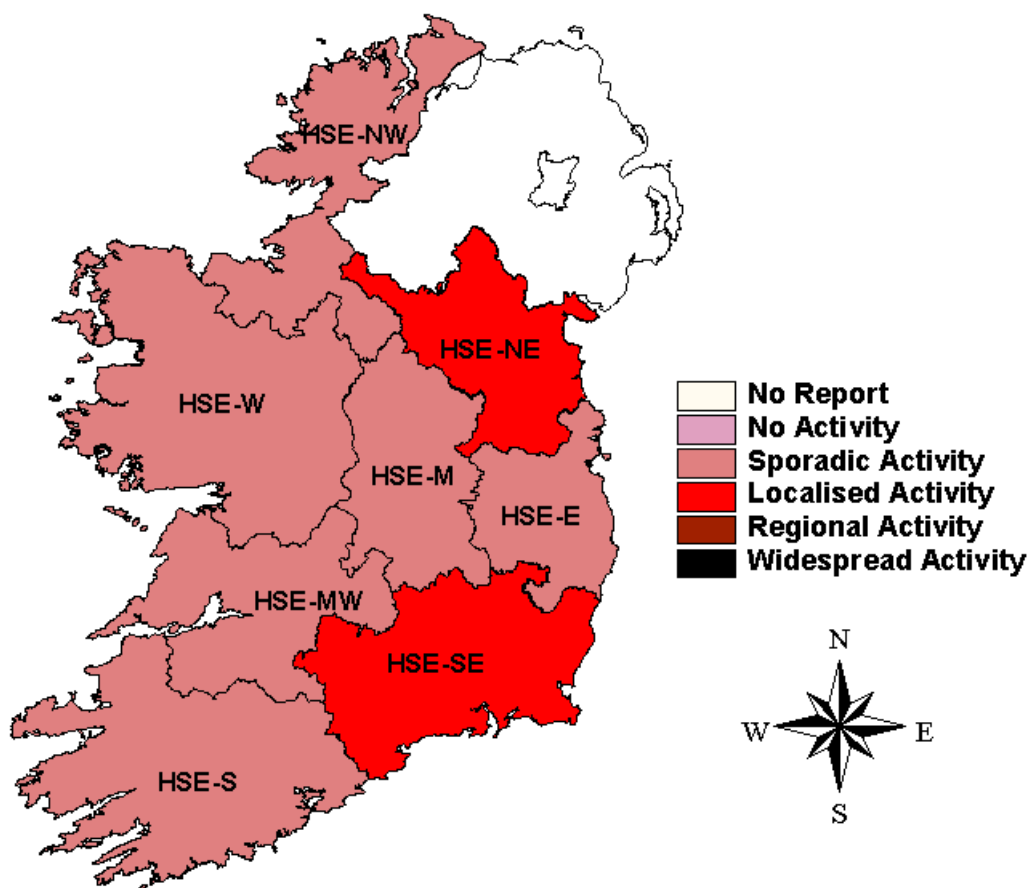 HSE-NW
HSE-NE
HSE-W
HSE-M
HSE-E
HSE-MW
HSE-SE
HSE-S
No Report
No Activity
Sporadic Activity
Localised Activity
Regional Activity
Widespread Activity
N
W E
S